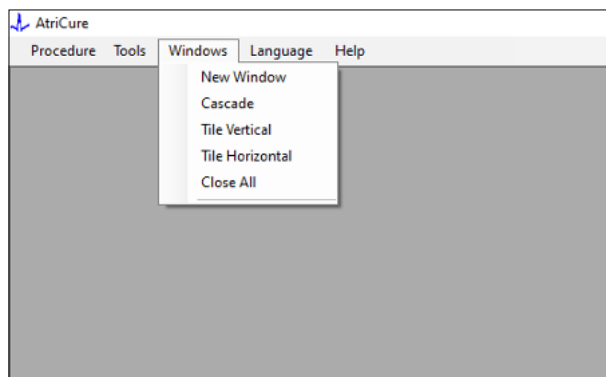 AtriCure
Procedure Tools Windows Language Help
New Window
Cascade
Tile Vertical
Tile Horizontal
Close All